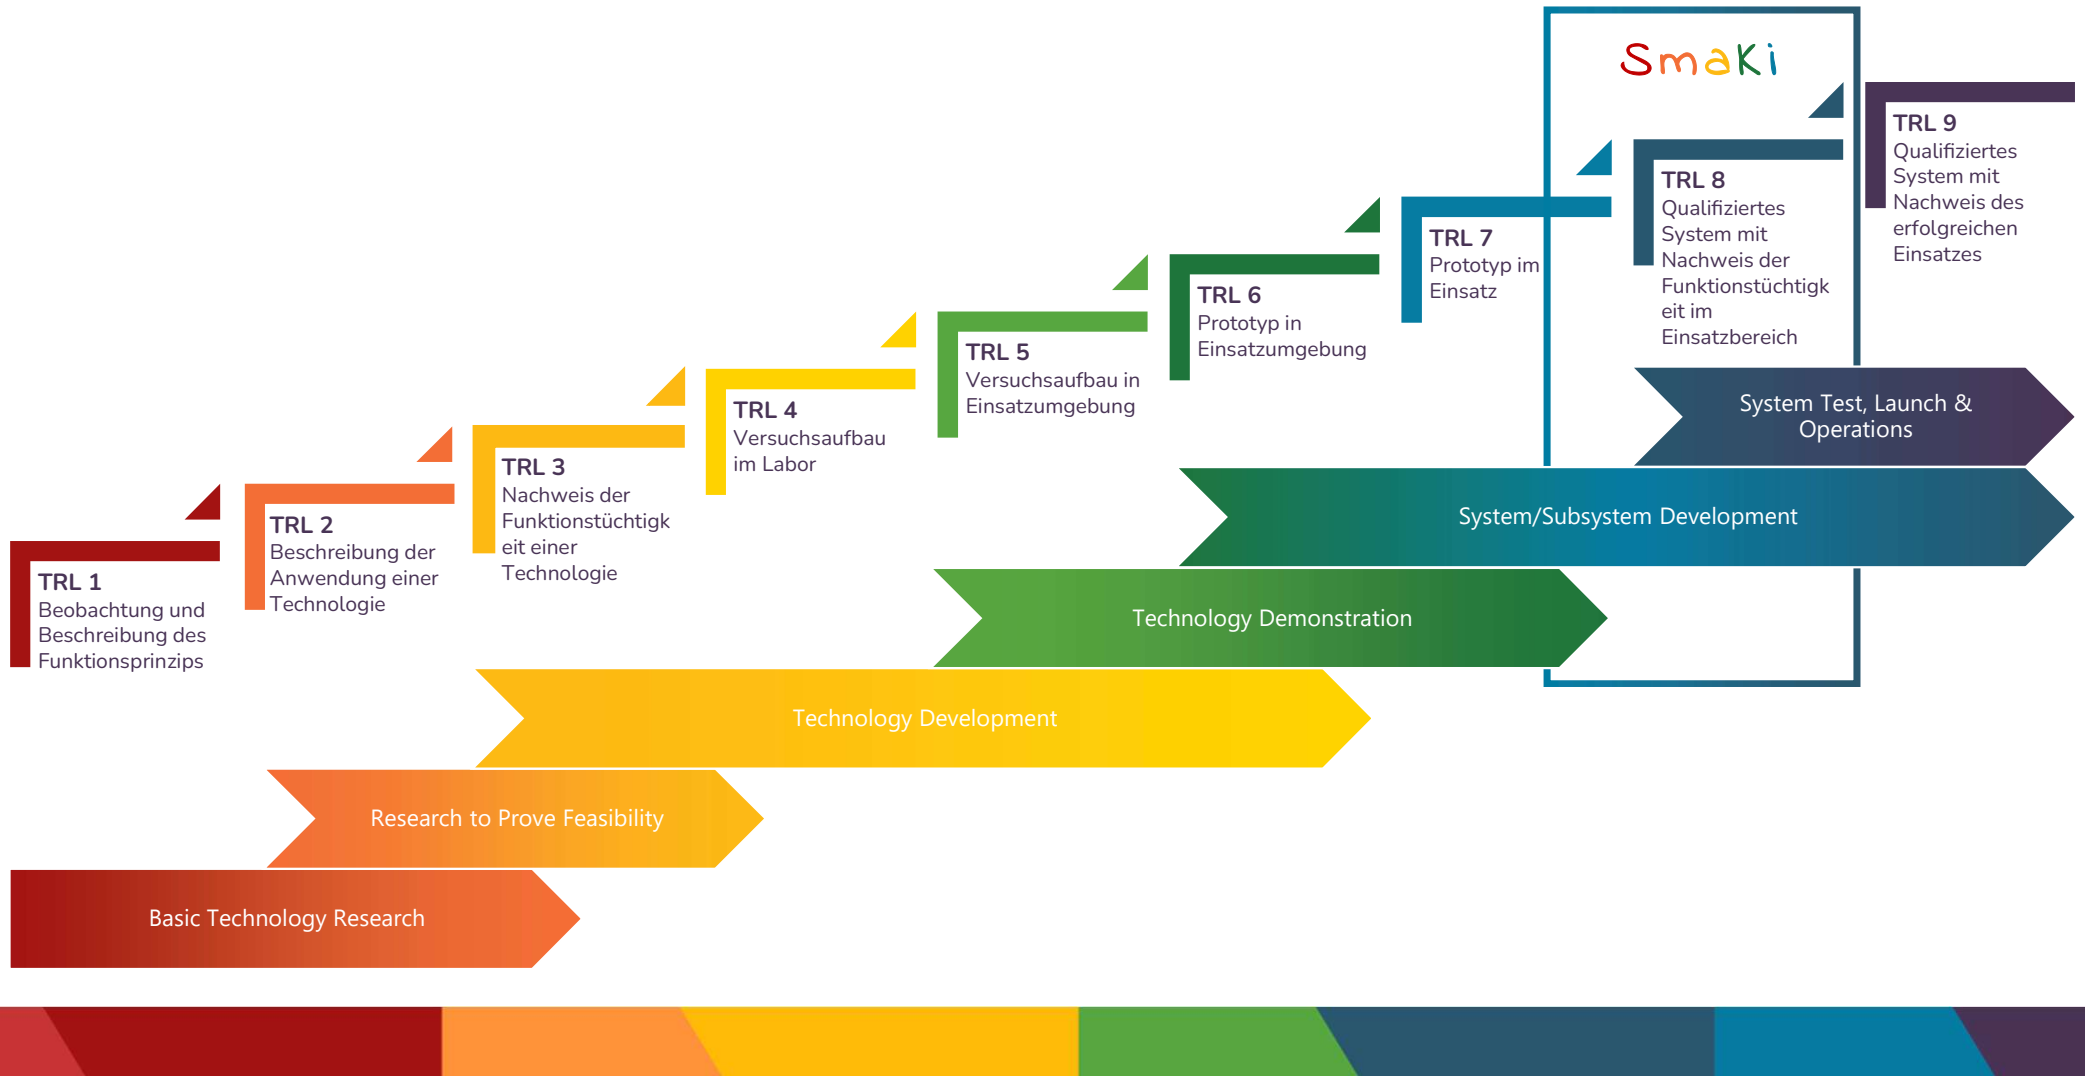 SmaKi
TRL 1
Beobachtung und
Beschreibung des
Funktionsprinzips
TRL 2
Beschreibung der
Anwendung einer
Technologie
TRL 3
Nachweis der
Funktionstüchtigk
eit einer
Technologie
TRL 4
Versuchsaufbau
im Labor
TRL 5
Versuchsaufbau in
Einsatzumgebung
TRL 6
Prototyp in
Einsatzumgebung
TRL 7
Prototyp im
Einsatz
TRL 8
Qualifiziertes
System mit
Nachweis der
Funktionstüchtigk
eit im
Einsatzbereich
TRL 9
Qualifiziertes
System mit
Nachweis des
erfolgreichen
Einsatzes
System Test, Launch &
Operations
System/Subsystem Development
Technology Demonstration
Technology Development
Research to Prove Feasibility
Basic Technology Research